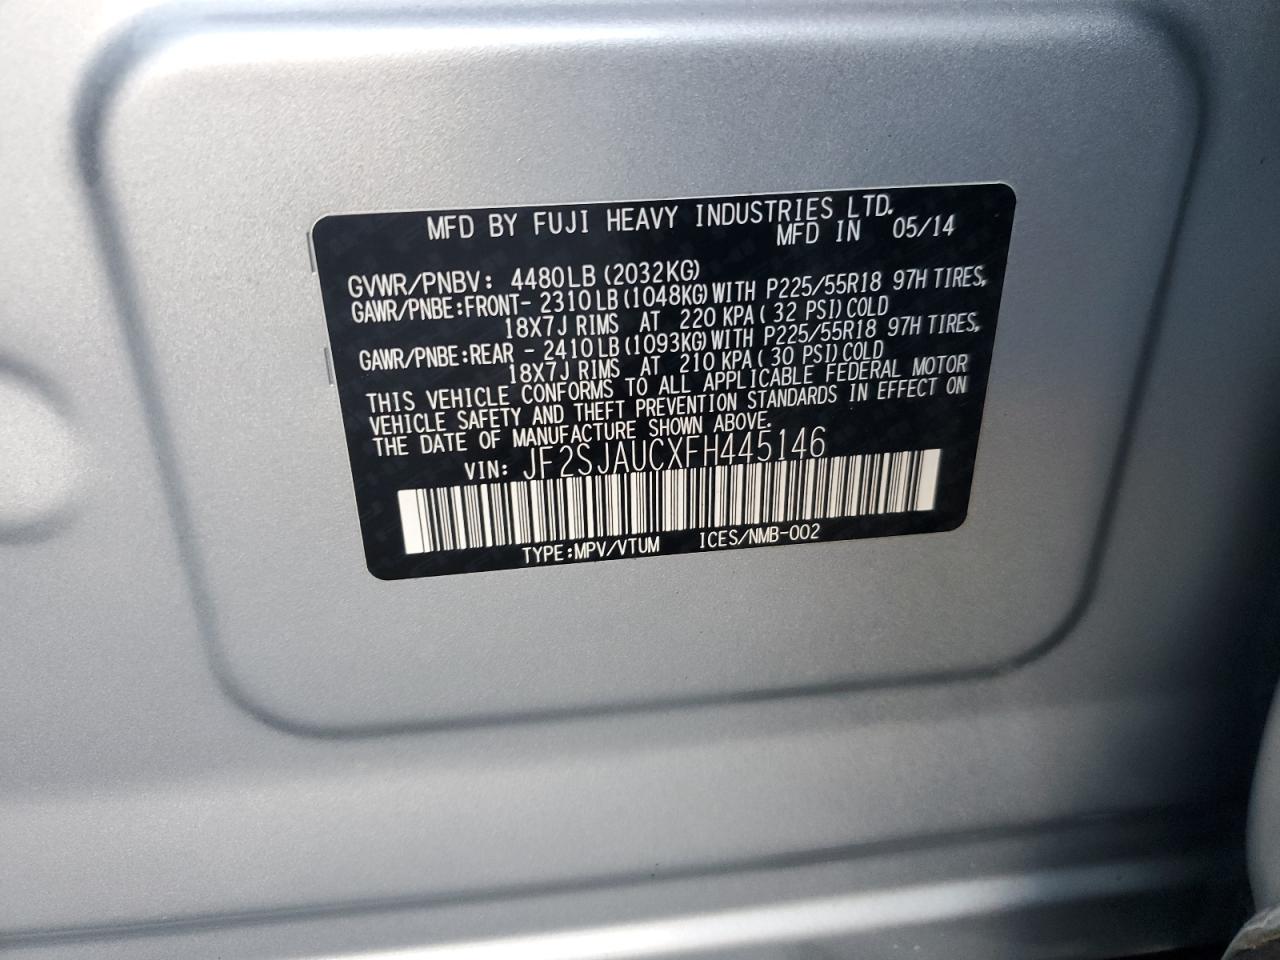 MFD BY FUJI HEAVY INDUSTRIES LTD.
MFD IN 05/14
GVWR/PNBV: 4480LB (2032KG)
GAWR/PNBE:FRONT- 2310LB (1048KG) WITH P225/55R18 97H TIRES,
18X7J RIMS AT 220 KPA ( 32 PSI) COLD
GAWR/PNBE:REAR - 2410LB (1093KG) WITH P225/55R18 97H TIRES,
18X7J RIMS AT 210 KPA ( 30 PSI) COLD
THIS VEHICLE CONFORMS TO ALL APPLICABLE FEDERAL MOTOR
VEHICLE SAFETY AND THEFT PREVENTION STANDARDS IN EFFECT ON
THE DATE OF MANUFACTURE SHOWN ABOVE.
VIN: JF2SJAUCXFH445146
TYPE:MPV/VTUM ICES/NMB-002